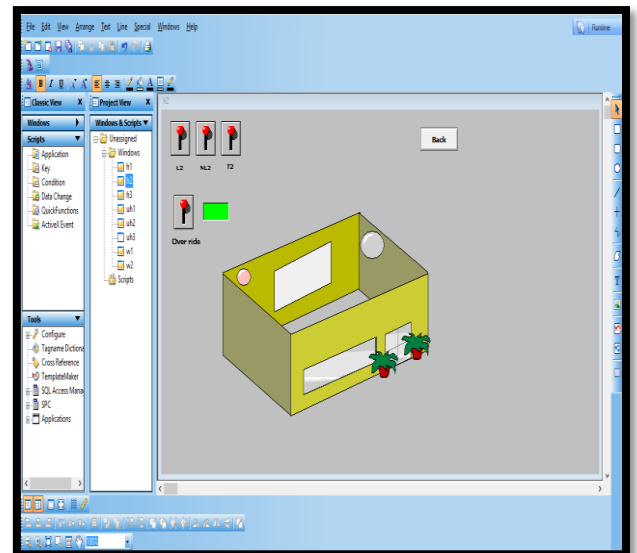 File Edit View Arrange Text Line Special Windows Help
Runtime
B I U
Classic View X
Project View X
h2
Windows
Windows & Scripts
Scripts
Application
Key
Condition
Data Change
QuickFunctions
ActiveX Event
Unassigned
Windows
h1
h2
h3
uh1
uh2
uh3
w1
w2
Scripts
L2 NL2 T2
Back
Over ride
Tools
Configure
Tagname Dictiona
Cross Reference
TemplateMaker
SQL Access Mana
SPC
Applications
100%